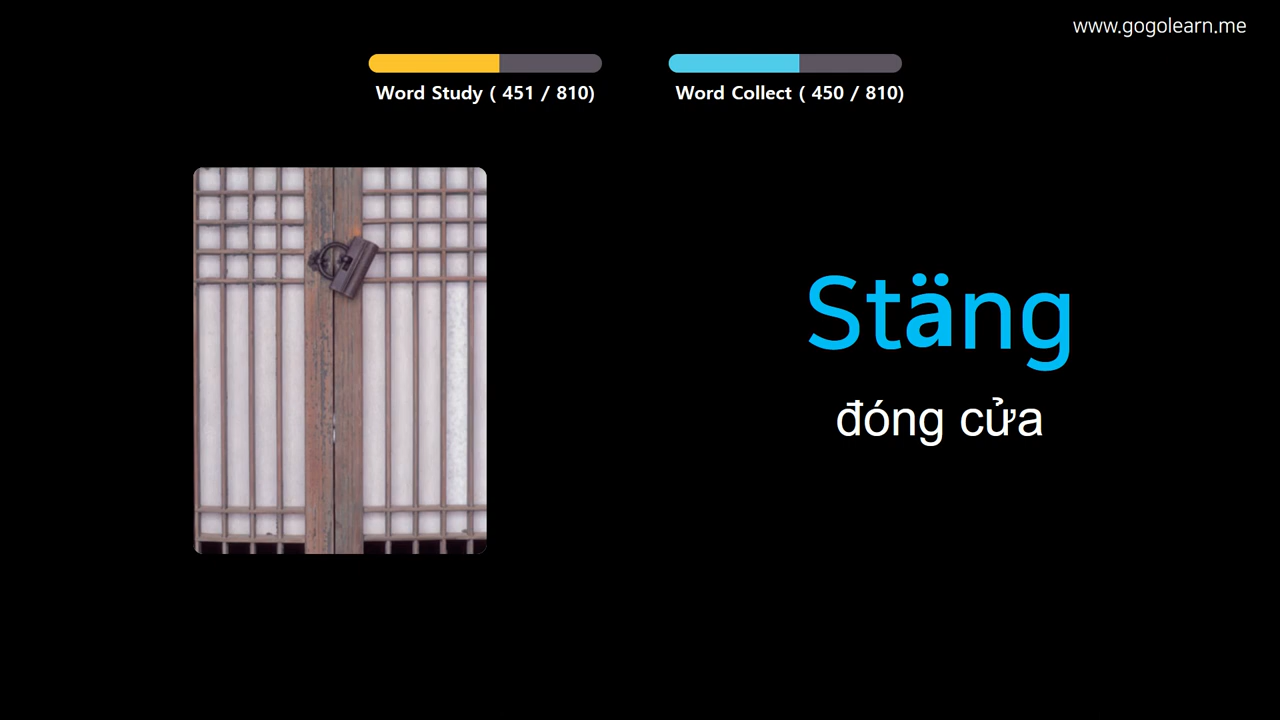 www.gogolearn.me
Word Study ( 451 / 810)
Word Collect ( 450 / 810)
Stäng
đóng cửa